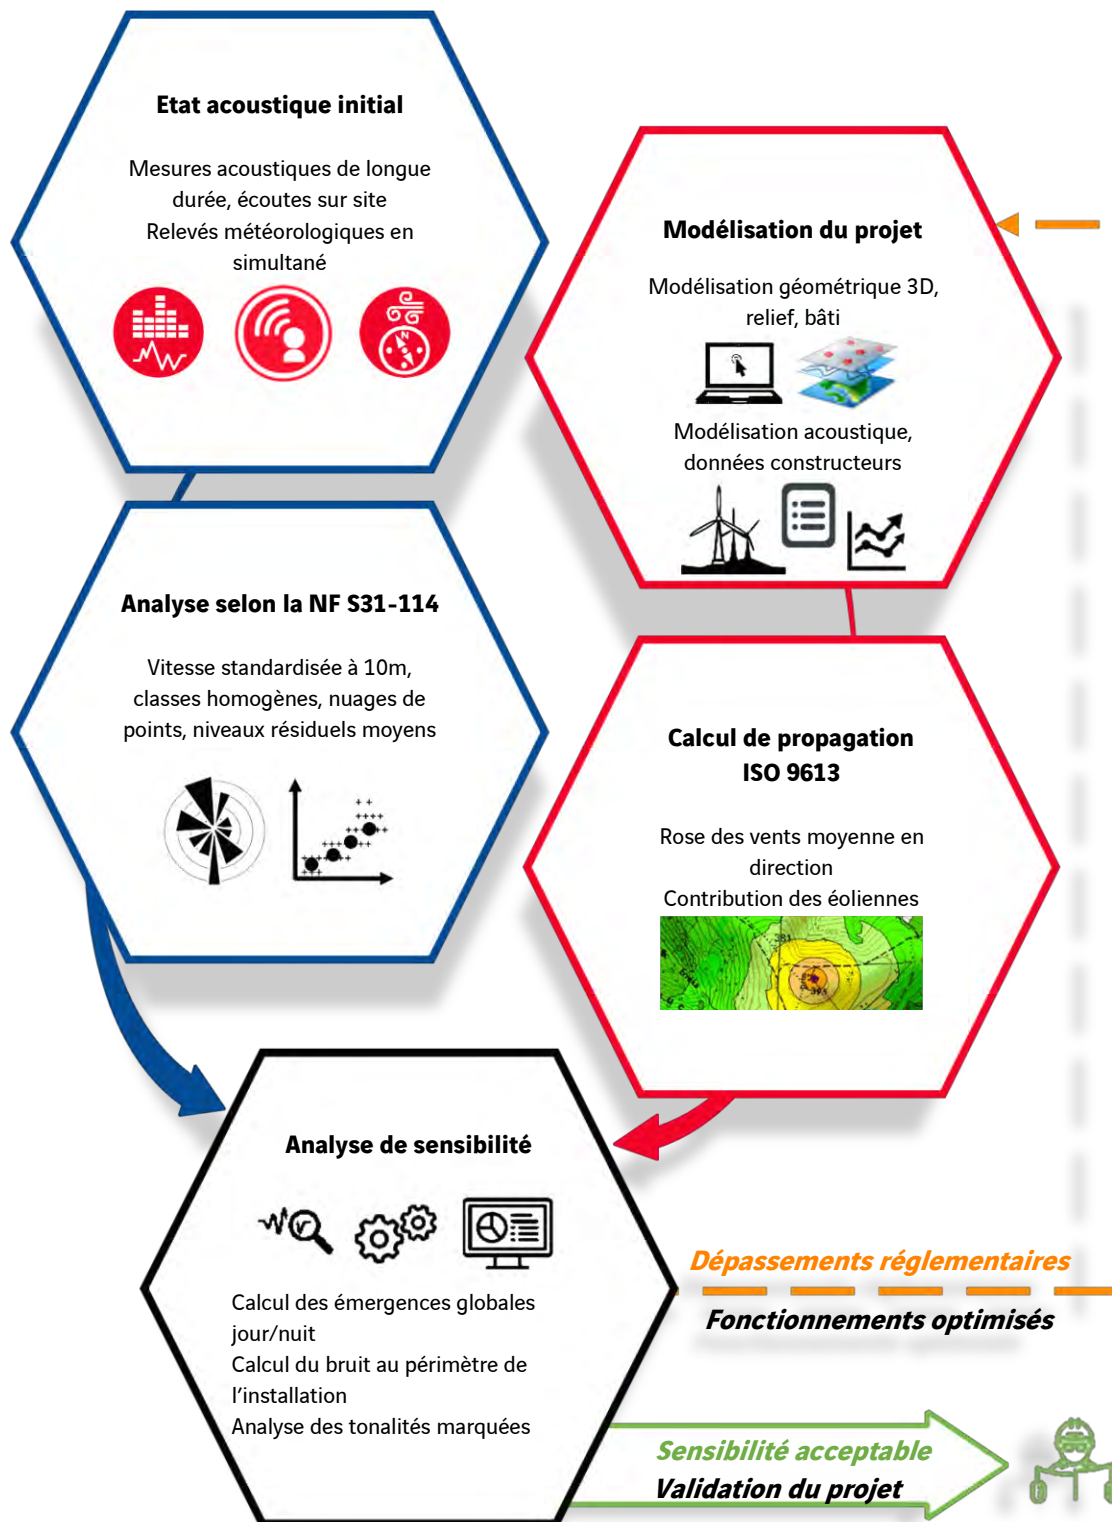 Etat acoustique initial
Mesures acoustiques de longue
durée, écoutes sur site
Relevés météorologiques en
simultané
Modélisation du projet
Modélisation géométrique 3D,
relief, bâti
Modélisation acoustique,
données constructeurs
Analyse selon la NF S31-114
Vitesse standardisée à 10m,
classes homogènes, nuages de
points, niveaux résiduels moyens
Calcul de propagation
ISO 9613
Rose des vents moyenne en
direction
Contribution des éoliennes
Analyse de sensibilité
Calcul des émergences globales
jour/nuit
Calcul du bruit au périmètre de
l'installation
Analyse des tonalités marquées
Dépassements réglementaires
Fonctionnements optimisés
Sensibilité acceptable
Validation du projet